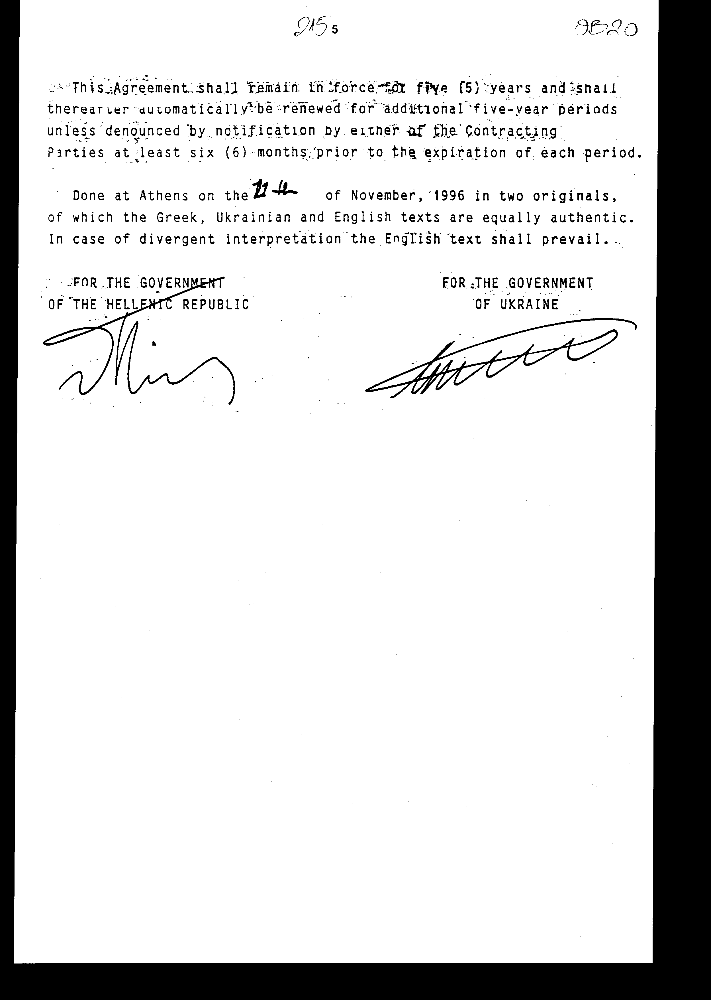 215 5
This Agreement shall remain in force for five (5) years and shall
thereafter automatically be renewed for additional five-year periods
unless denounced by notification by either of the Contracting
Parties at least six (6) months prior to the expiration of each period.
Done at Athens on the of November, 1996 in two originals,
of which the Greek, Ukrainian and English texts are equally authentic.
In case of divergent interpretation the English text shall prevail.
FOR THE GOVERNMENT
OF THE HELLENIC REPUBLIC
FOR THE GOVERNMENT
OF UKRAINE